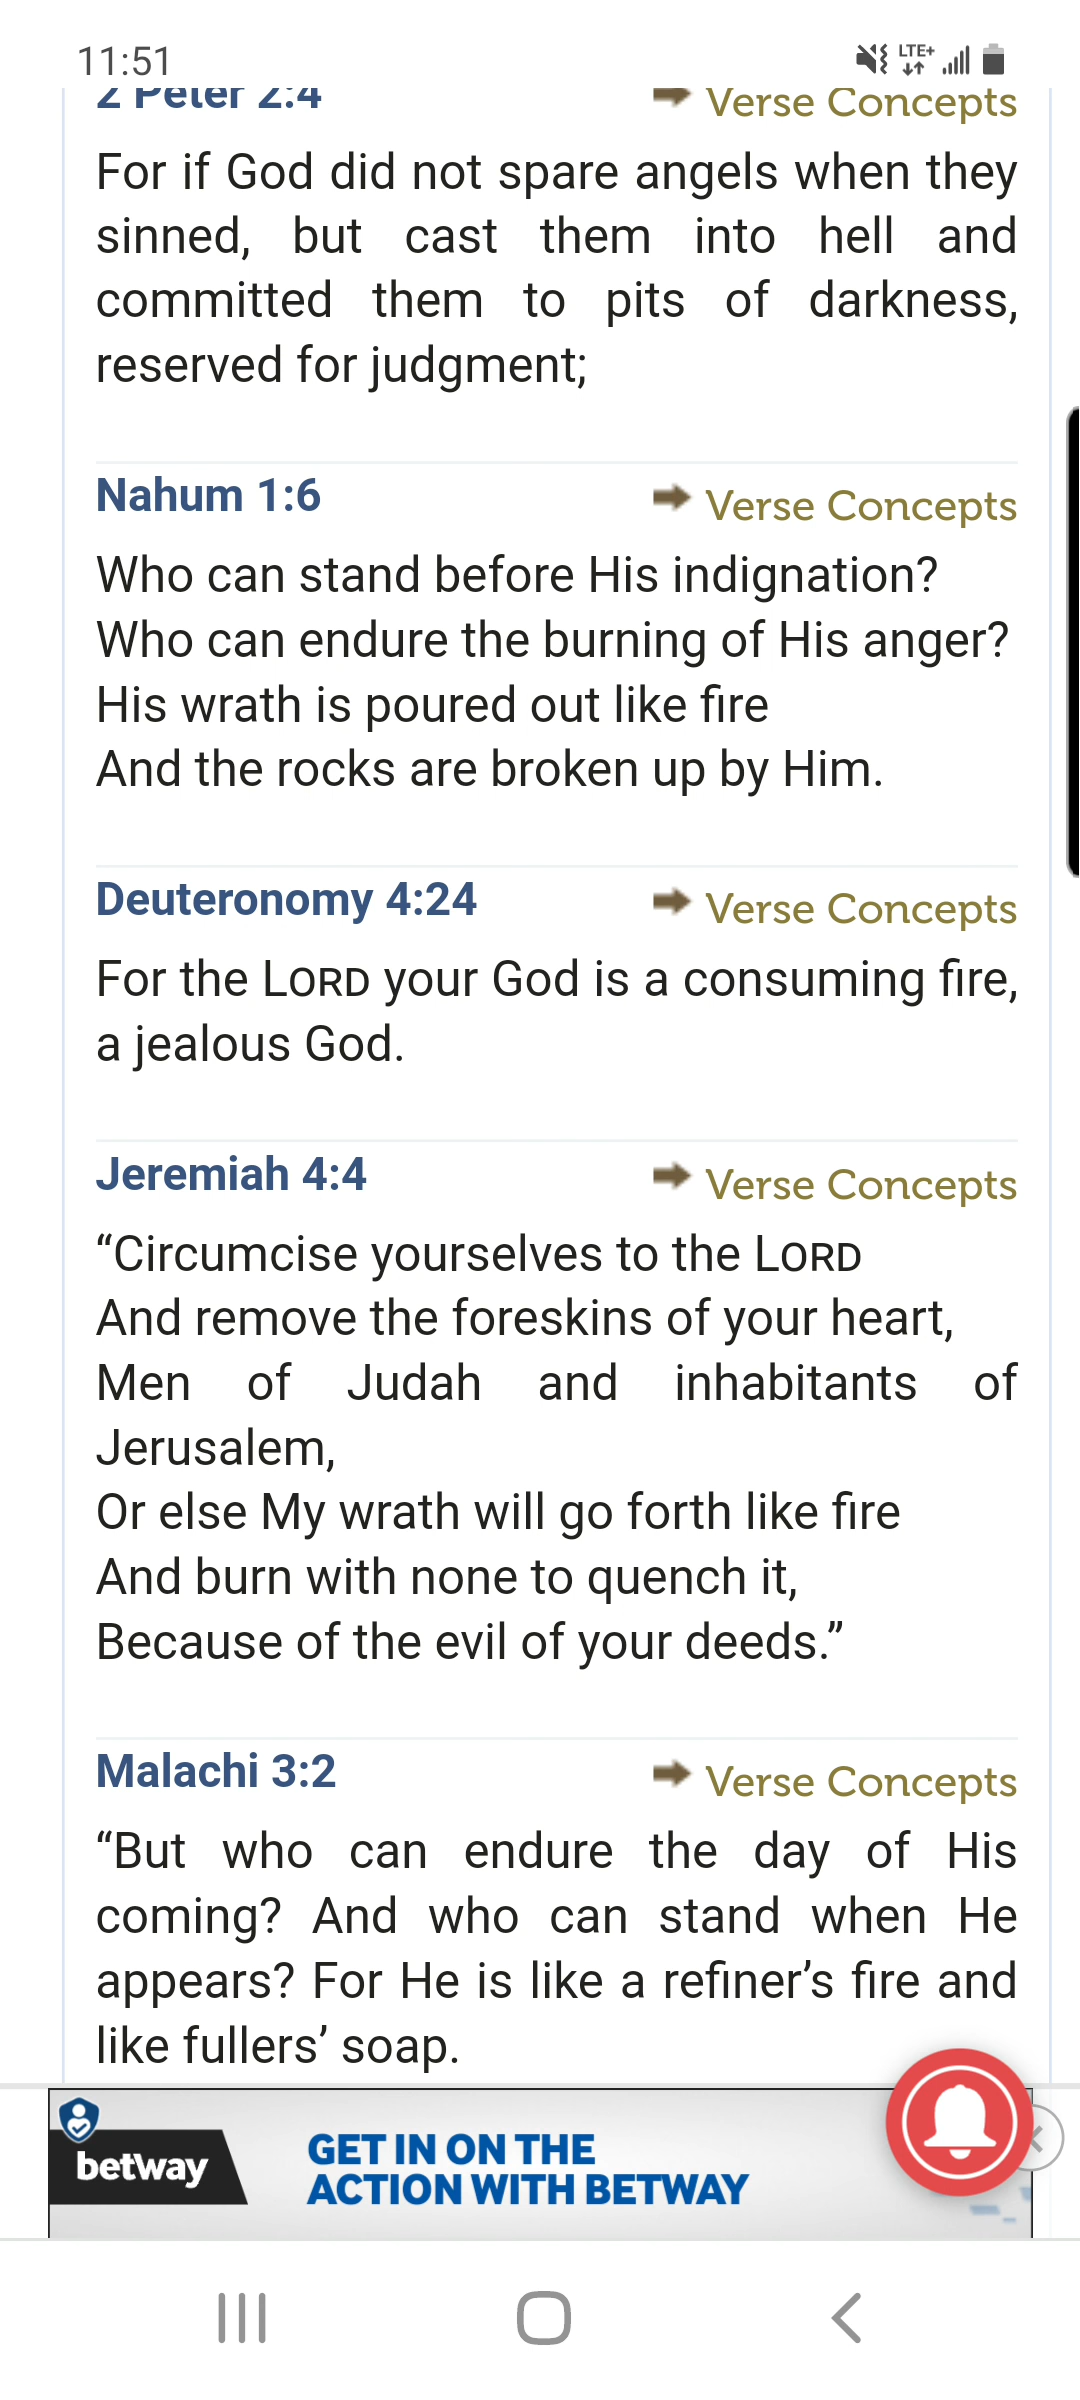 11:51
LTE+
2 Peter 2:4
Verse Concepts
For if God did not spare angels when they
sinned, but cast them into hell and
committed them to pits of darkness,
reserved for judgment;
Nahum 1:6
Verse Concepts
Who can stand before His indignation?
Who can endure the burning of His anger?
His wrath is poured out like fire
And the rocks are broken up by Him.
Deuteronomy 4:24
Verse Concepts
For the LORD your God is a consuming fire,
a jealous God.
Jeremiah 4:4
Verse Concepts
“Circumcise yourselves to the LORD
And remove the foreskins of your heart,
Men of Judah and inhabitants of
Jerusalem,
Or else My wrath will go forth like fire
And burn with none to quench it,
Because of the evil of your deeds.”
Malachi 3:2
Verse Concepts
“But who can endure the day of His
coming? And who can stand when He
appears? For He is like a refiner’s fire and
like fullers’ soap.
betway
GET IN ON THE
ACTION WITH BETWAY